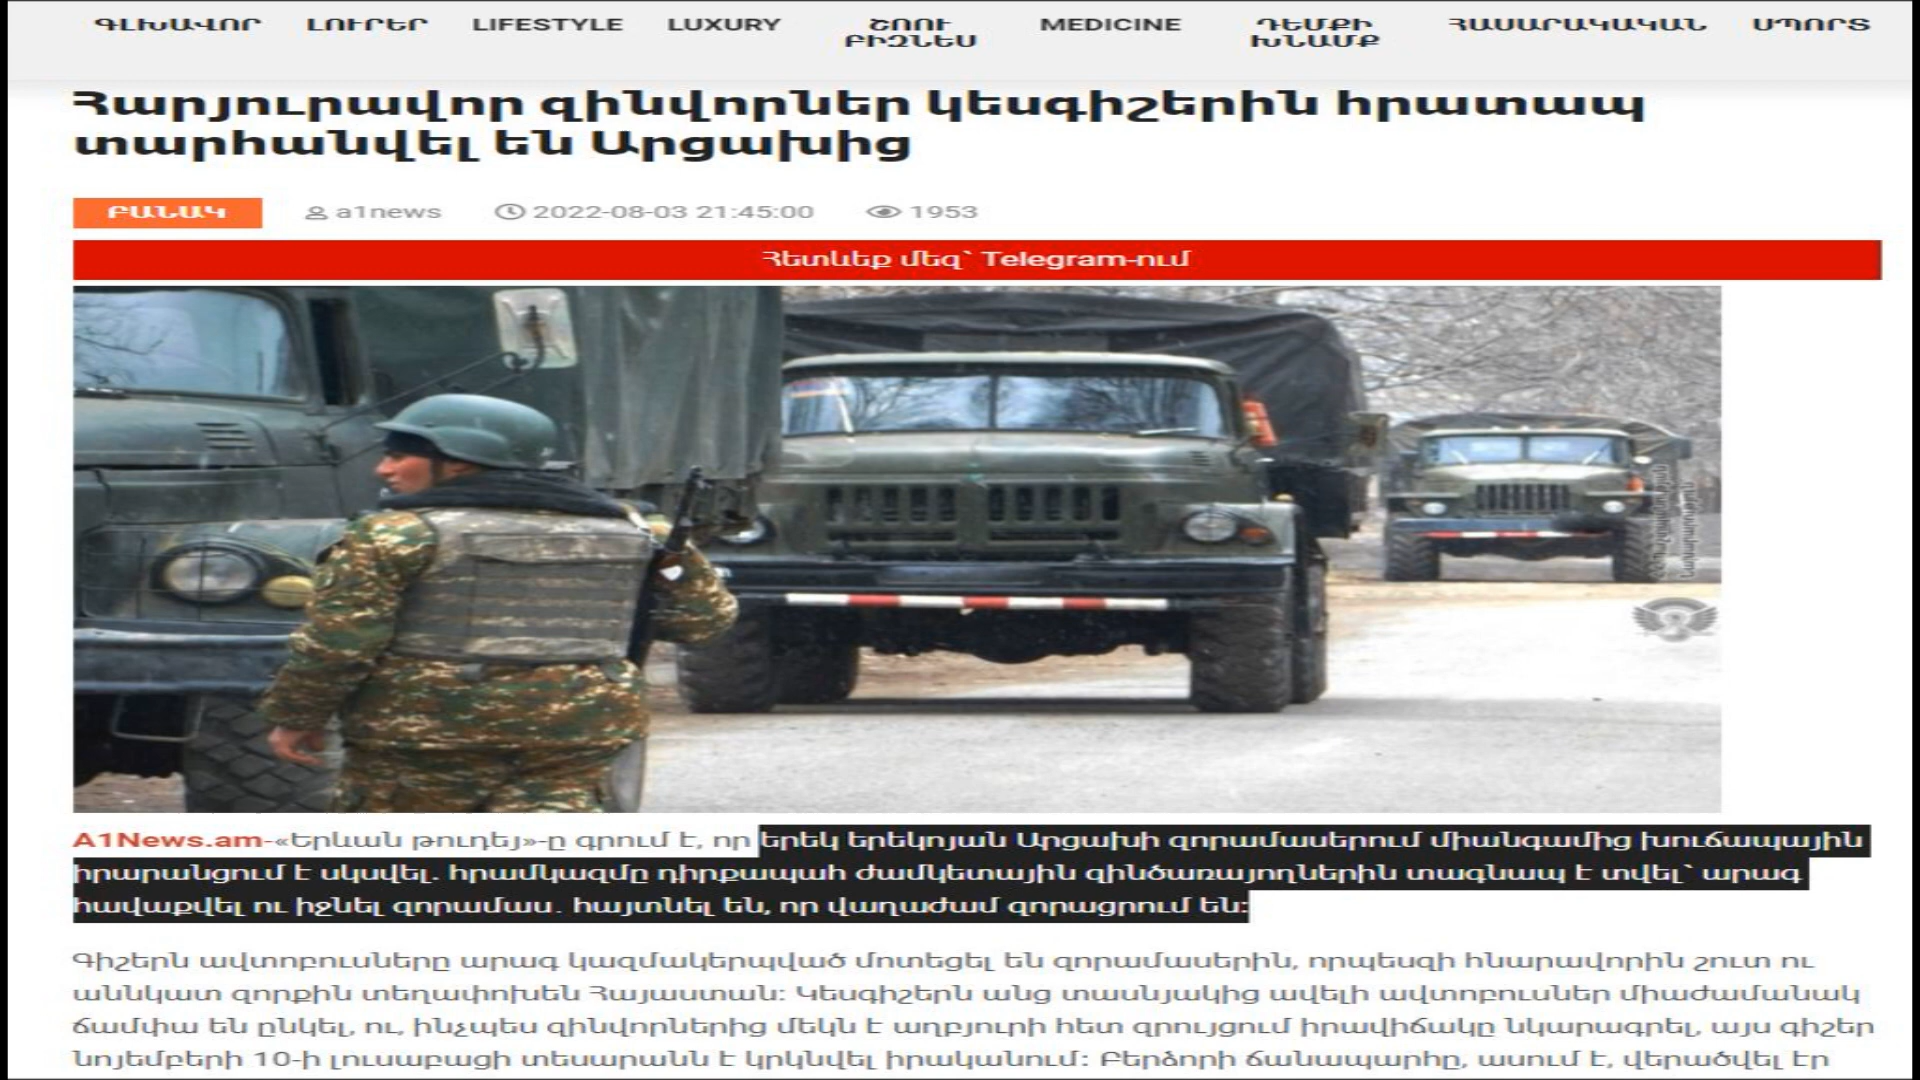 ԳԼԽԱՎՈՐ ԼՈՒՐԵՐ LIFESTYLE LUXURY ՇՈՈՒ ԲԻԶՆԵՍ MEDICINE ԴԵՄՔԻ ԽՆԱՄՔ ՀԱՍԱՐԱԿԱԿԱՆ ՍՊՈՐՏ
Հարյուրավոր զինվորներ կեսգիշերին հրատապ
տարհանվել են Արցախից
ԲԱՆԱԿ a1news 2022-08-03 21:45:00 1953
Հետևեք մեզ՝ Telegram-ում
A1News.am-«Երևան թուդեյ»-ը գրում է, որ երեկ երեկոյան Արցախի զորամասերում միանգամից խուճապային
իրարանցում է սկսվել. հրամկազմը դիրքապահ ժամկետային զինծառայողներին տագնապ է տվել՝ արագ
հավաքվել ու իջնել զորամաս. հայտնել են, որ վաղաժամ զորացրում են:
Գիշերն ավտոբուսները արագ կազմակերպված մոտեցել են զորամասերին, որպեսզի հնարավորին շուտ ու
աննկատ զորքին տեղափոխեն Հայաստան: Կեսգիշերն անց տասնյակից ավելի ավտոբուսներ միաժամանակ
ճամփա են ընկել, ու, ինչպես զինվորներից մեկն է աղբյուրի հետ զրույցում իրավիճակը նկարագրել, այս գիշեր
նոյեմբերի 10-ի լուսաբացի տեսարանն է կրկնվել իրականում: Բերձորի ճանապարհը, ասում է, վերածվել էր